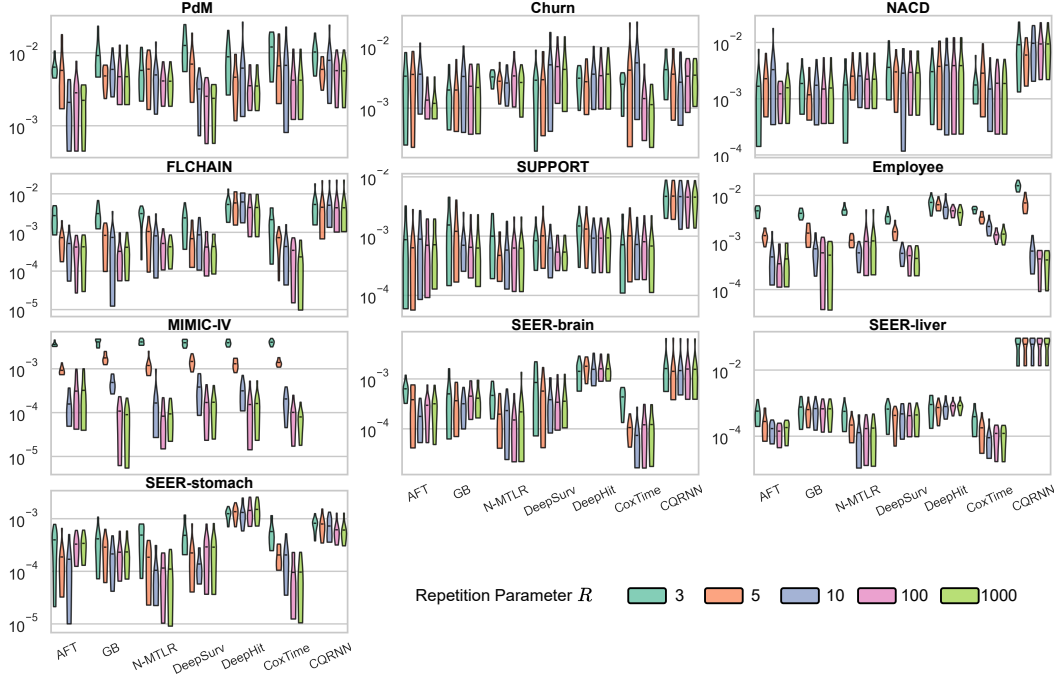 PdM
10−2
10−3
Churn
10−2
10−3
NACD
10−2
10−3
10−4
FLCHAIN
10−2
10−3
10−4
10−5
SUPPORT
10−2
10−3
10−4
Employee
10−2
10−3
10−4
MIMIC-IV
10−3
10−4
10−5
SEER-brain
10−3
10−4
AFT GB N-MTLR DeepSurv DeepHit CoxTime CQRNN
SEER-liver
10−2
10−4
AFT GB N-MTLR DeepSurv DeepHit CoxTime CQRNN
SEER-stomach
10−3
10−4
10−5
AFT GB N-MTLR DeepSurv DeepHit CoxTime CQRNN
Repetition Parameter R 3 5 10 100 1000